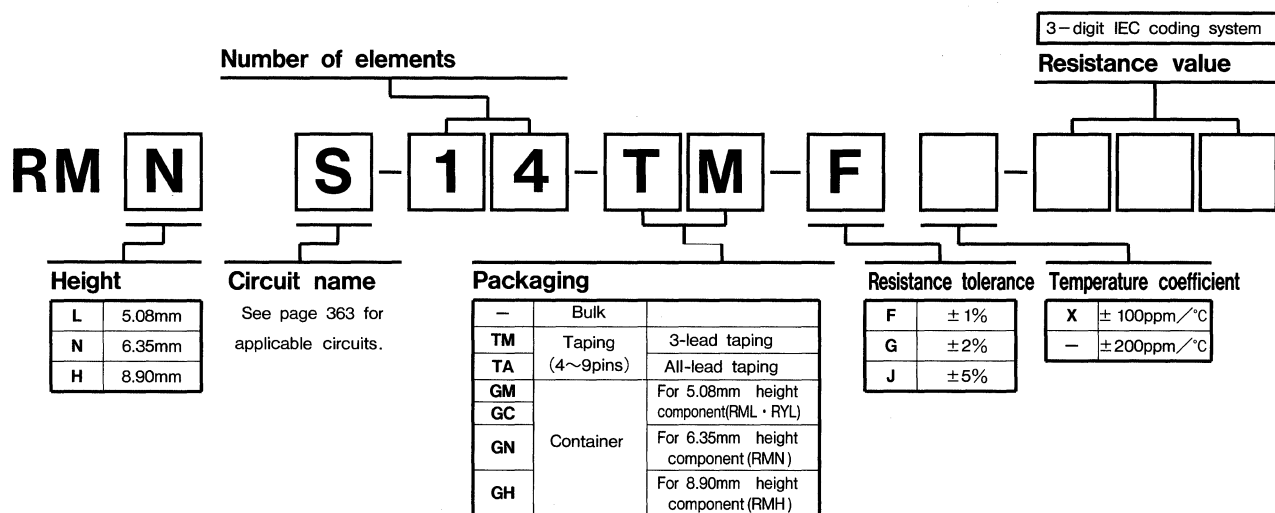 3-digit IEC coding system
Number of elements
Resistance value
RM N S - 1 4 - T M - F -
Height
L 5.08mm
N 6.35mm
H 8.90mm
Circuit name
See page 363 for
applicable circuits.
Packaging
- Bulk
TM Taping 3-lead taping
TA (4~9pins) All-lead taping
GM For 5.08mm height
GC component(RML・RYL)
Container
GN For 6.35mm height
component (RMN)
GH For 8.90mm height
component (RMH)
Resistance tolerance
F ±1%
G ±2%
J ±5%
Temperature coefficient
X ±100ppm/°C
- ±200ppm/°C